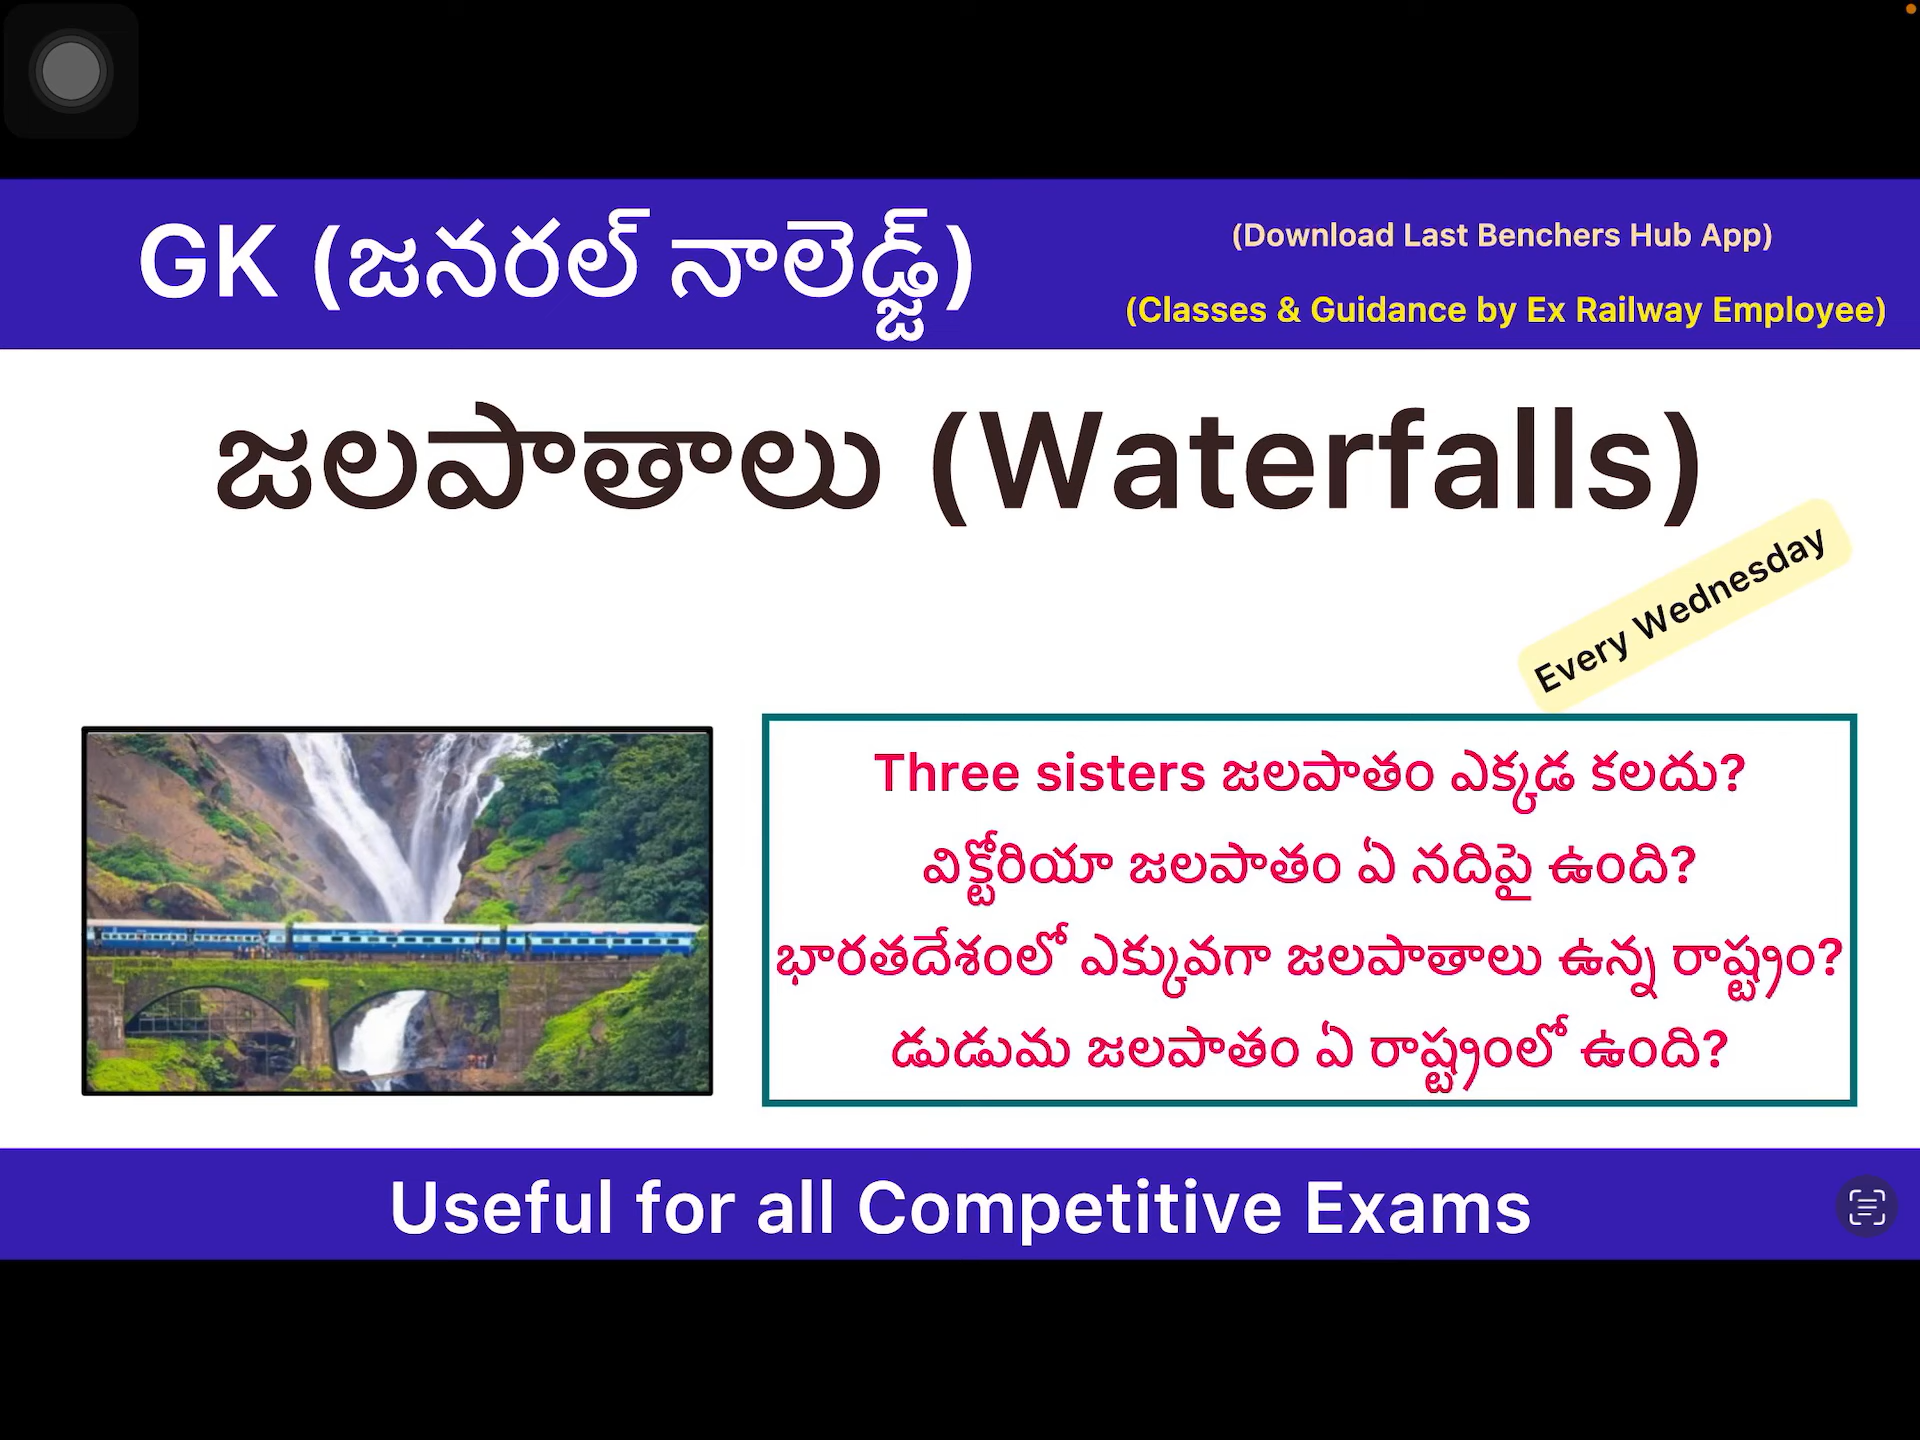 GK (జనరల్ నాలెడ్జ్)
(Download Last Benchers Hub App)
(Classes & Guidance by Ex Railway Employee)
జలపాతాలు (Waterfalls)
Every Wednesday
Three sisters జలపాతం ఎక్కడ కలదు?
విక్టోరియా జలపాతం ఏ నదిపై ఉంది?
భారతదేశంలో ఎక్కువగా జలపాతాలు ఉన్న రాష్ట్రం?
డుడుమ జలపాతం ఏ రాష్ట్రంలో ఉంది?
Useful for all Competitive Exams